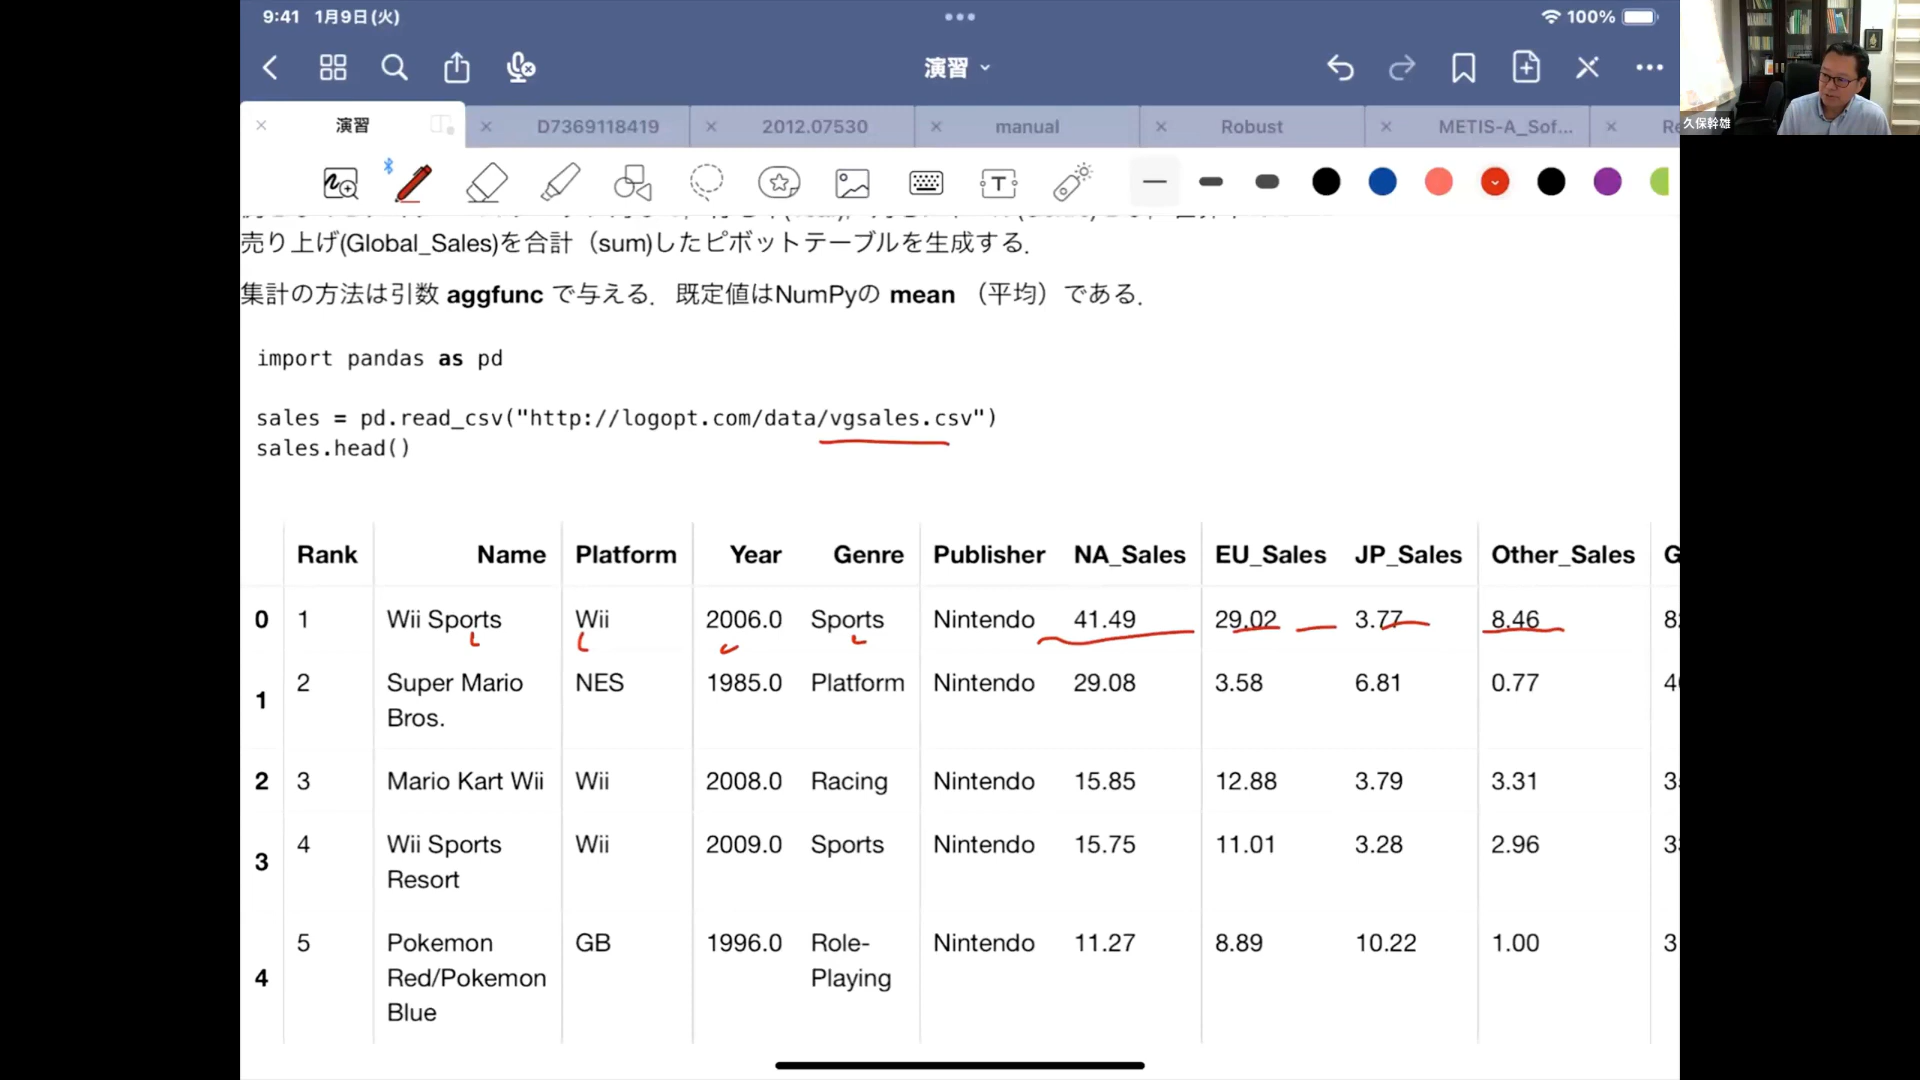 9:41 1月9日(火)
100%
演習
演習
D7369118419
2012.07530
manual
Robust
METIS-A_Sof...
久保幹雄
売り上げ(Global_Sales)を合計（sum)したピボットテーブルを生成する．
集計の方法は引数 aggfunc で与える． 既定値はNumPyの mean （平均）である．
import pandas as pd
sales = pd.read_csv("http://logopt.com/data/vgsales.csv")
sales.head()
Rank Name Platform Year Genre Publisher NA_Sales EU_Sales JP_Sales Other_Sales G
0 1 Wii Sports Wii 2006.0 Sports Nintendo 41.49 29.02 3.77 8.46 8
1 2 Super Mario Bros. NES 1985.0 Platform Nintendo 29.08 3.58 6.81 0.77 4
2 3 Mario Kart Wii Wii 2008.0 Racing Nintendo 15.85 12.88 3.79 3.31 3
3 4 Wii Sports Resort Wii 2009.0 Sports Nintendo 15.75 11.01 3.28 2.96 3
4 5 Pokemon Red/Pokemon Blue GB 1996.0 Role-Playing Nintendo 11.27 8.89 10.22 1.00 3